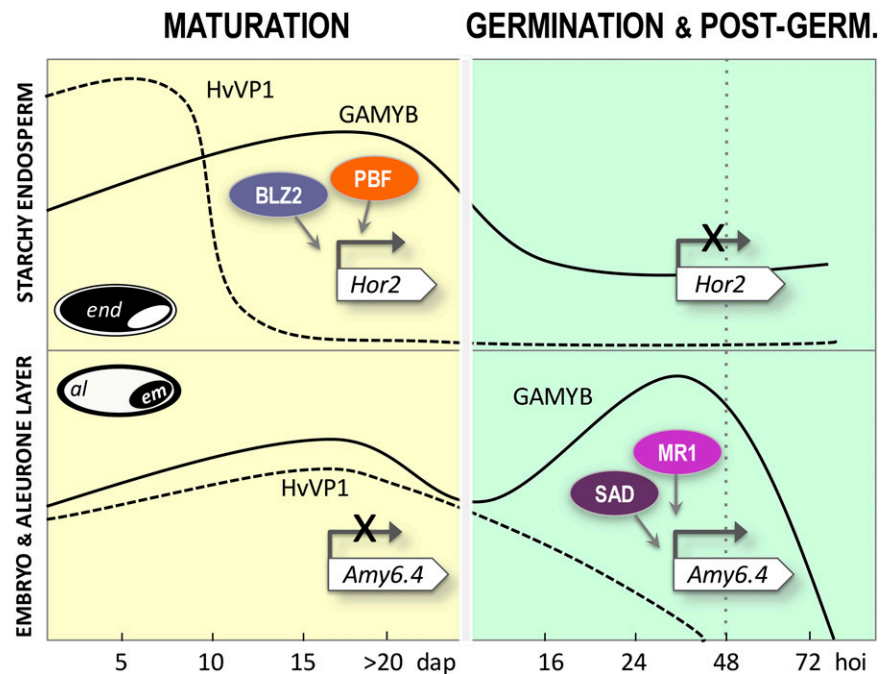 MATURATION
GERMINATION & POST-GERM.
STARCHY ENDOSPERM
HvVP1
GAMYB
BLZ2
PBF
Hor2
end
X
Hor2
EMBRYO & ALEURONE LAYER
al
em
HvVP1
X
Amy6.4
GAMYB
MR1
SAD
Amy6.4
5 10 15 >20 dap
16 24 48 72 hoi